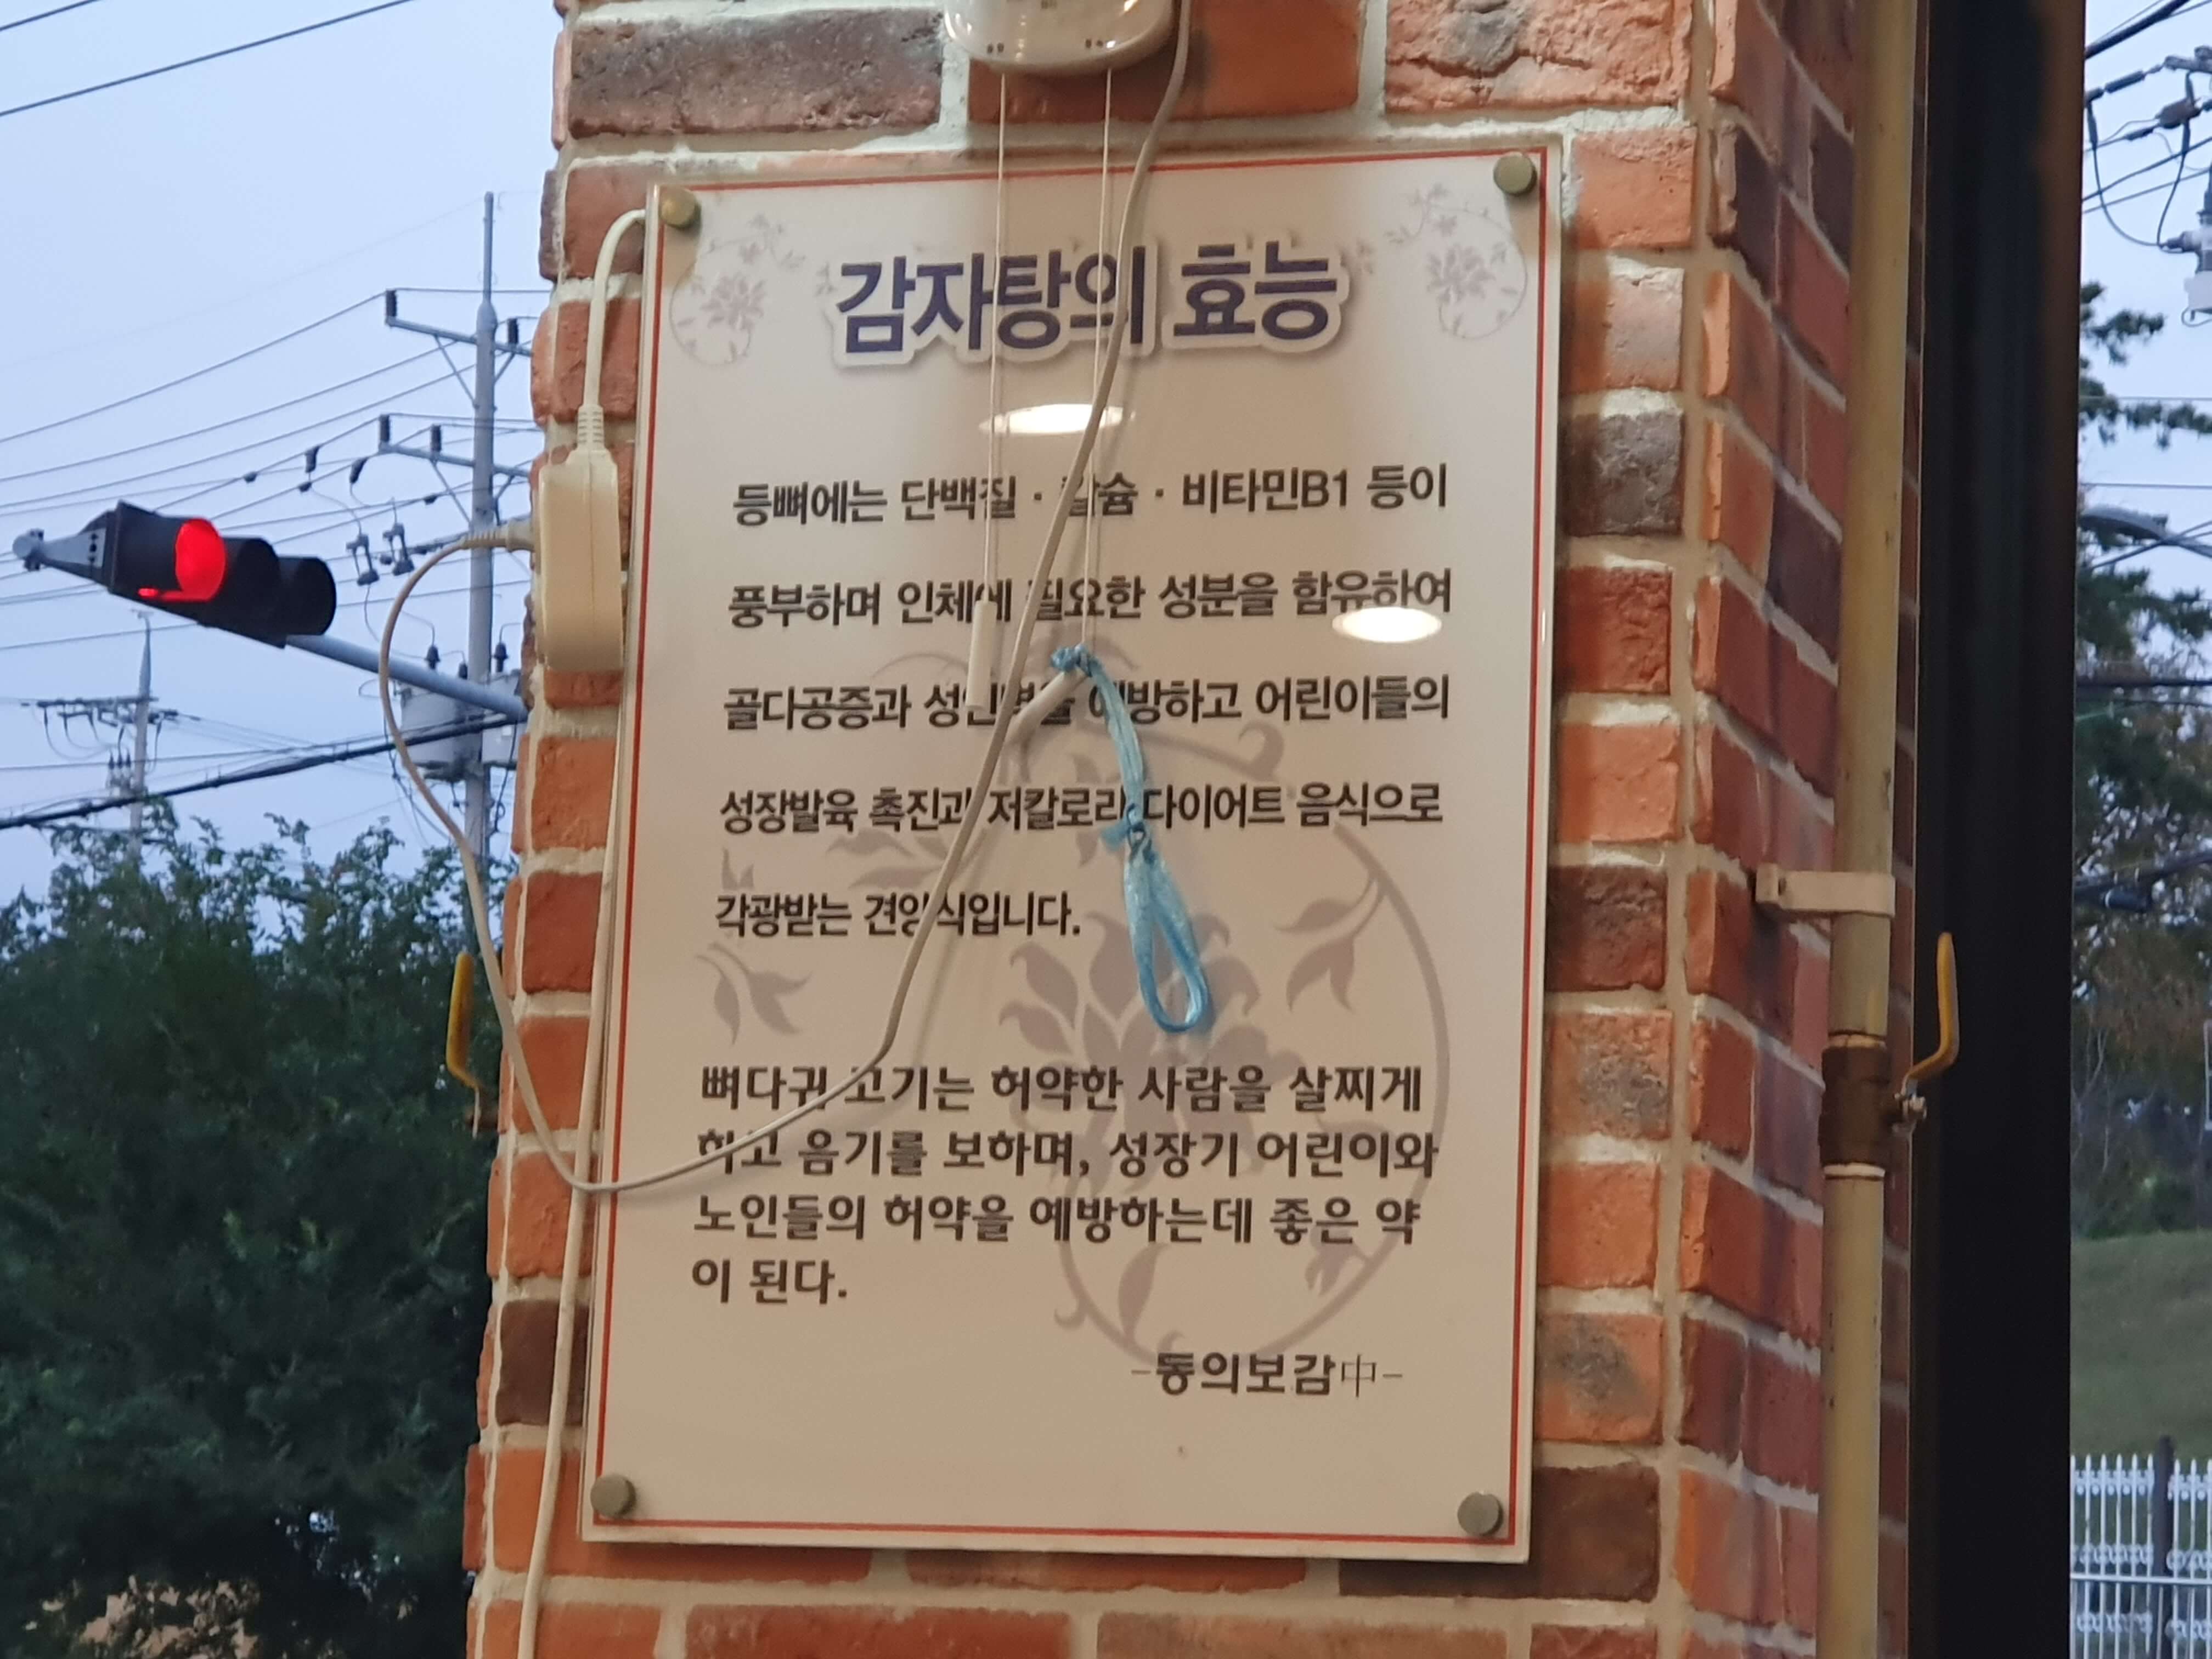 감자탕의 효능
등뼈에는 단백질 · 칼슘 · 비타민B1 등이
풍부하며 인체에 필요한 성분을 함유하여
골다공증과 성인병을 예방하고 어린이들의
성장발육 촉진과 저칼로리 다이어트 음식으로
각광받는 견양식입니다.
뼈다귀 고기는 허약한 사람을 살찌게
하고 음기를 보하며, 성장기 어린이와
노인들의 허약을 예방하는데 좋은 약
이 된다.
-동의보감中-